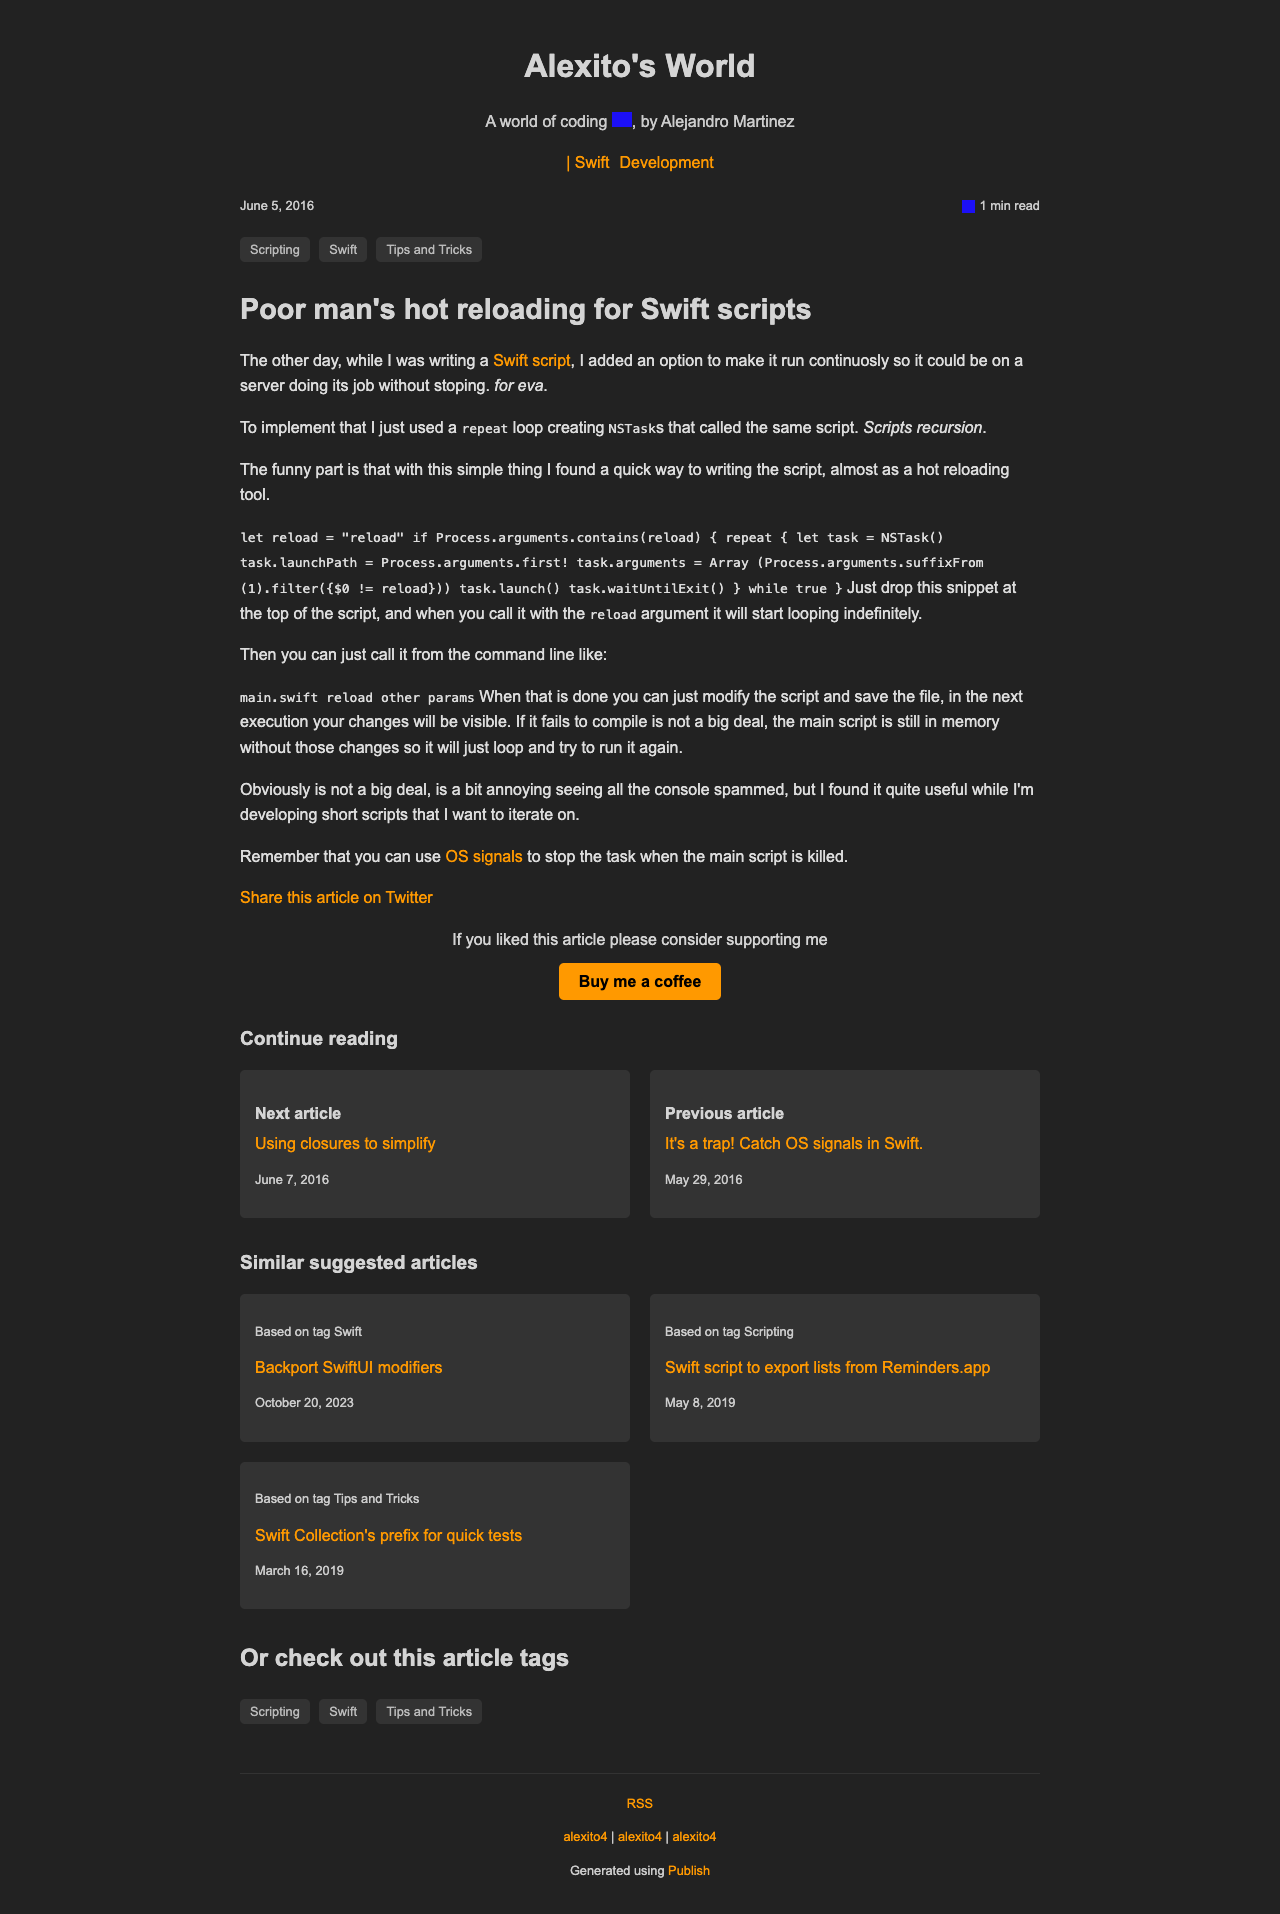 Alexito's World
A world of coding , by Alejandro Martinez
| Swift Development
June 5, 2016
1 min read
Scripting Swift Tips and Tricks
Poor man's hot reloading for Swift scripts
The other day, while I was writing a Swift script, I added an option to make it run continuosly so it could be on a
server doing its job without stoping. for eva.
To implement that I just used a repeat loop creating NSTasks that called the same script. Scripts recursion.
The funny part is that with this simple thing I found a quick way to writing the script, almost as a hot reloading
tool.
let reload = "reload" if Process.arguments.contains(reload) { repeat { let task = NSTask()
task.launchPath = Process.arguments.first! task.arguments = Array (Process.arguments.suffixFrom
(1).filter({$0 != reload})) task.launch() task.waitUntilExit() } while true } Just drop this snippet at
the top of the script, and when you call it with the reload argument it will start looping indefinitely.
Then you can just call it from the command line like:
main.swift reload other params When that is done you can just modify the script and save the file, in the next
execution your changes will be visible. If it fails to compile is not a big deal, the main script is still in memory
without those changes so it will just loop and try to run it again.
Obviously is not a big deal, is a bit annoying seeing all the console spammed, but I found it quite useful while I'm
developing short scripts that I want to iterate on.
Remember that you can use OS signals to stop the task when the main script is killed.
Share this article on Twitter
If you liked this article please consider supporting me
Buy me a coffee
Continue reading
Next article
Using closures to simplify
June 7, 2016
Previous article
It's a trap! Catch OS signals in Swift.
May 29, 2016
Similar suggested articles
Based on tag Swift
Backport SwiftUI modifiers
October 20, 2023
Based on tag Scripting
Swift script to export lists from Reminders.app
May 8, 2019
Based on tag Tips and Tricks
Swift Collection's prefix for quick tests
March 16, 2019
Or check out this article tags
Scripting Swift Tips and Tricks
RSS
alexito4 | alexito4 | alexito4
Generated using Publish